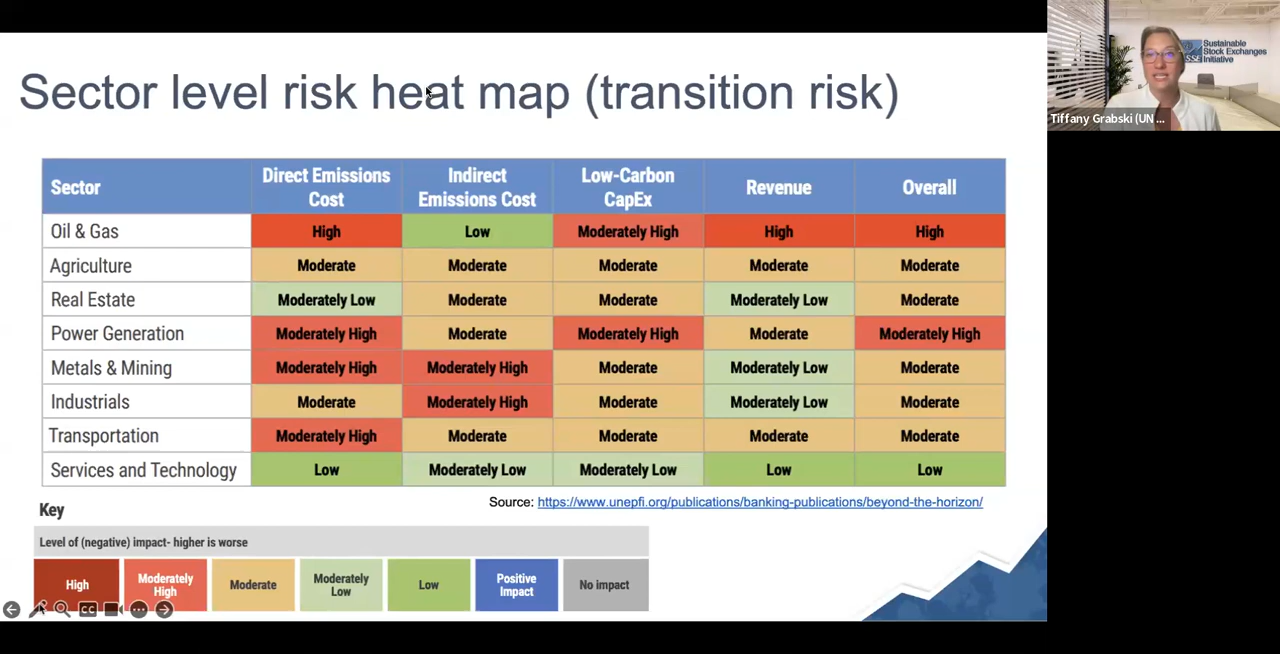 Sector level risk heat map (transition risk)
Sustainable
Stock Exchanges
Initiative
SSE
Tiffany Grabski (UN ...
Sector Direct Emissions Cost Indirect Emissions Cost Low-Carbon CapEx Revenue Overall
Oil & Gas High Low Moderately High High High
Agriculture Moderate Moderate Moderate Moderate Moderate
Real Estate Moderately Low Moderate Moderate Moderately Low Moderate
Power Generation Moderately High Moderate Moderately High Moderate Moderately High
Metals & Mining Moderately High Moderately High Moderate Moderately Low Moderate
Industrials Moderate Moderately High Moderate Moderately Low Moderate
Transportation Moderately High Moderate Moderate Moderate Moderate
Services and Technology Low Moderately Low Moderately Low Low Low
Source: https://www.unepfi.org/publications/banking-publications/beyond-the-horizon/
Key
Level of (negative) impact- higher is worse
High Moderately High Moderate Moderately Low Low Positive Impact No impact
CC